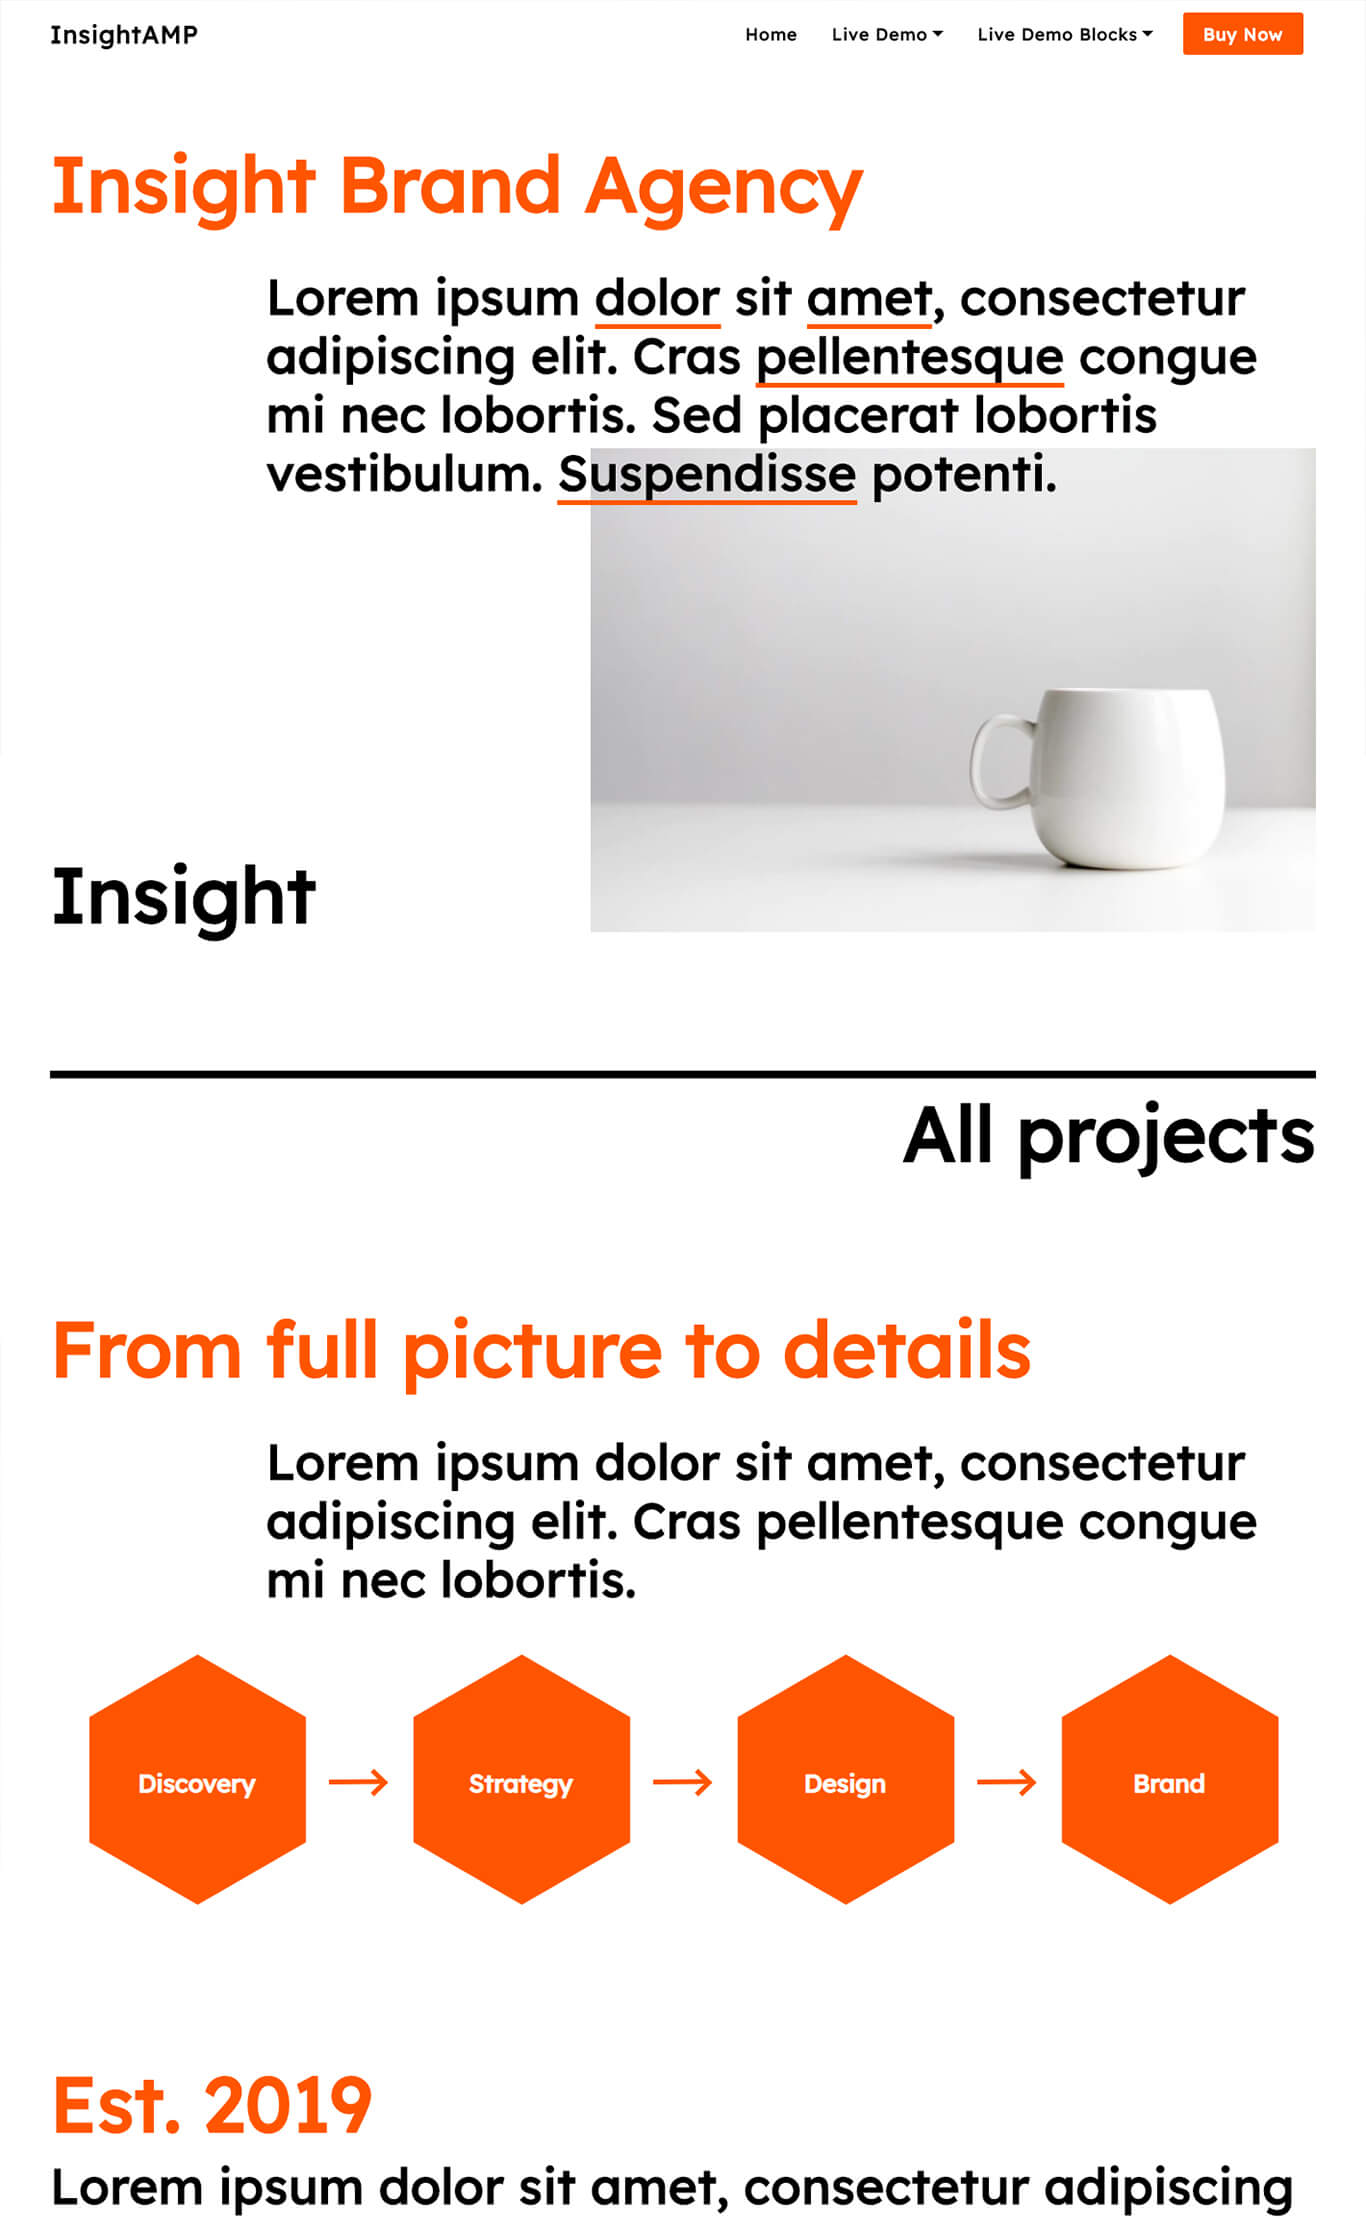 InsightAMP
Home
Live Demo
Live Demo Blocks
Buy Now
Insight Brand Agency
Lorem ipsum dolor sit amet, consectetur
adipiscing elit. Cras pellentesque congue
mi nec lobortis. Sed placerat lobortis
vestibulum. Suspendisse potenti.
Insight
All projects
From full picture to details
Lorem ipsum dolor sit amet, consectetur
adipiscing elit. Cras pellentesque congue
mi nec lobortis.
Discovery
Strategy
Design
Brand
Est. 2019
Lorem ipsum dolor sit amet, consectetur adipiscing